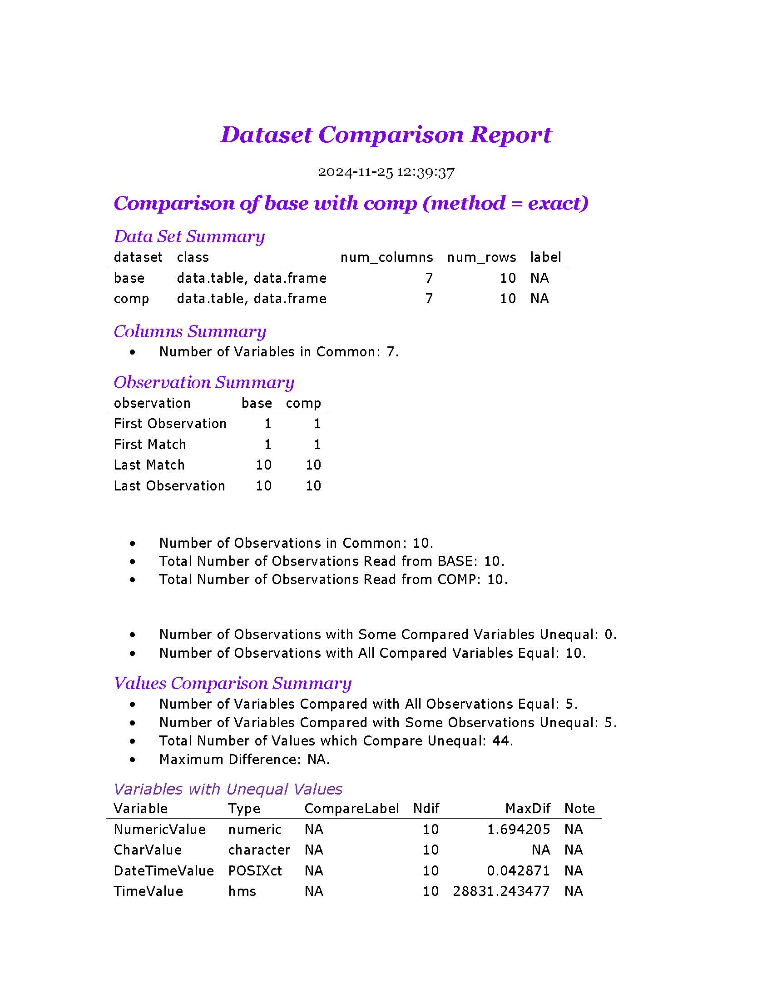 Dataset Comparison Report
2024-11-25 12:39:37
Comparison of base with comp (method = exact)
Data Set Summary
dataset class num_columns num_rows label
base data.table, data.frame 7 10 NA
comp data.table, data.frame 7 10 NA
Columns Summary
• Number of Variables in Common: 7.
Observation Summary
observation base comp
First Observation 1 1
First Match 1 1
Last Match 10 10
Last Observation 10 10
• Number of Observations in Common: 10.
• Total Number of Observations Read from BASE: 10.
• Total Number of Observations Read from COMP: 10.
• Number of Observations with Some Compared Variables Unequal: 0.
• Number of Observations with All Compared Variables Equal: 10.
Values Comparison Summary
• Number of Variables Compared with All Observations Equal: 5.
• Number of Variables Compared with Some Observations Unequal: 5.
• Total Number of Values which Compare Unequal: 44.
• Maximum Difference: NA.
Variables with Unequal Values
Variable Type CompareLabel Ndif MaxDif Note
NumericValue numeric NA 10 1.694205 NA
CharValue character NA 10 NA NA
DateTimeValue POSIXct NA 10 0.042871 NA
TimeValue hms NA 10 28831.243477 NA